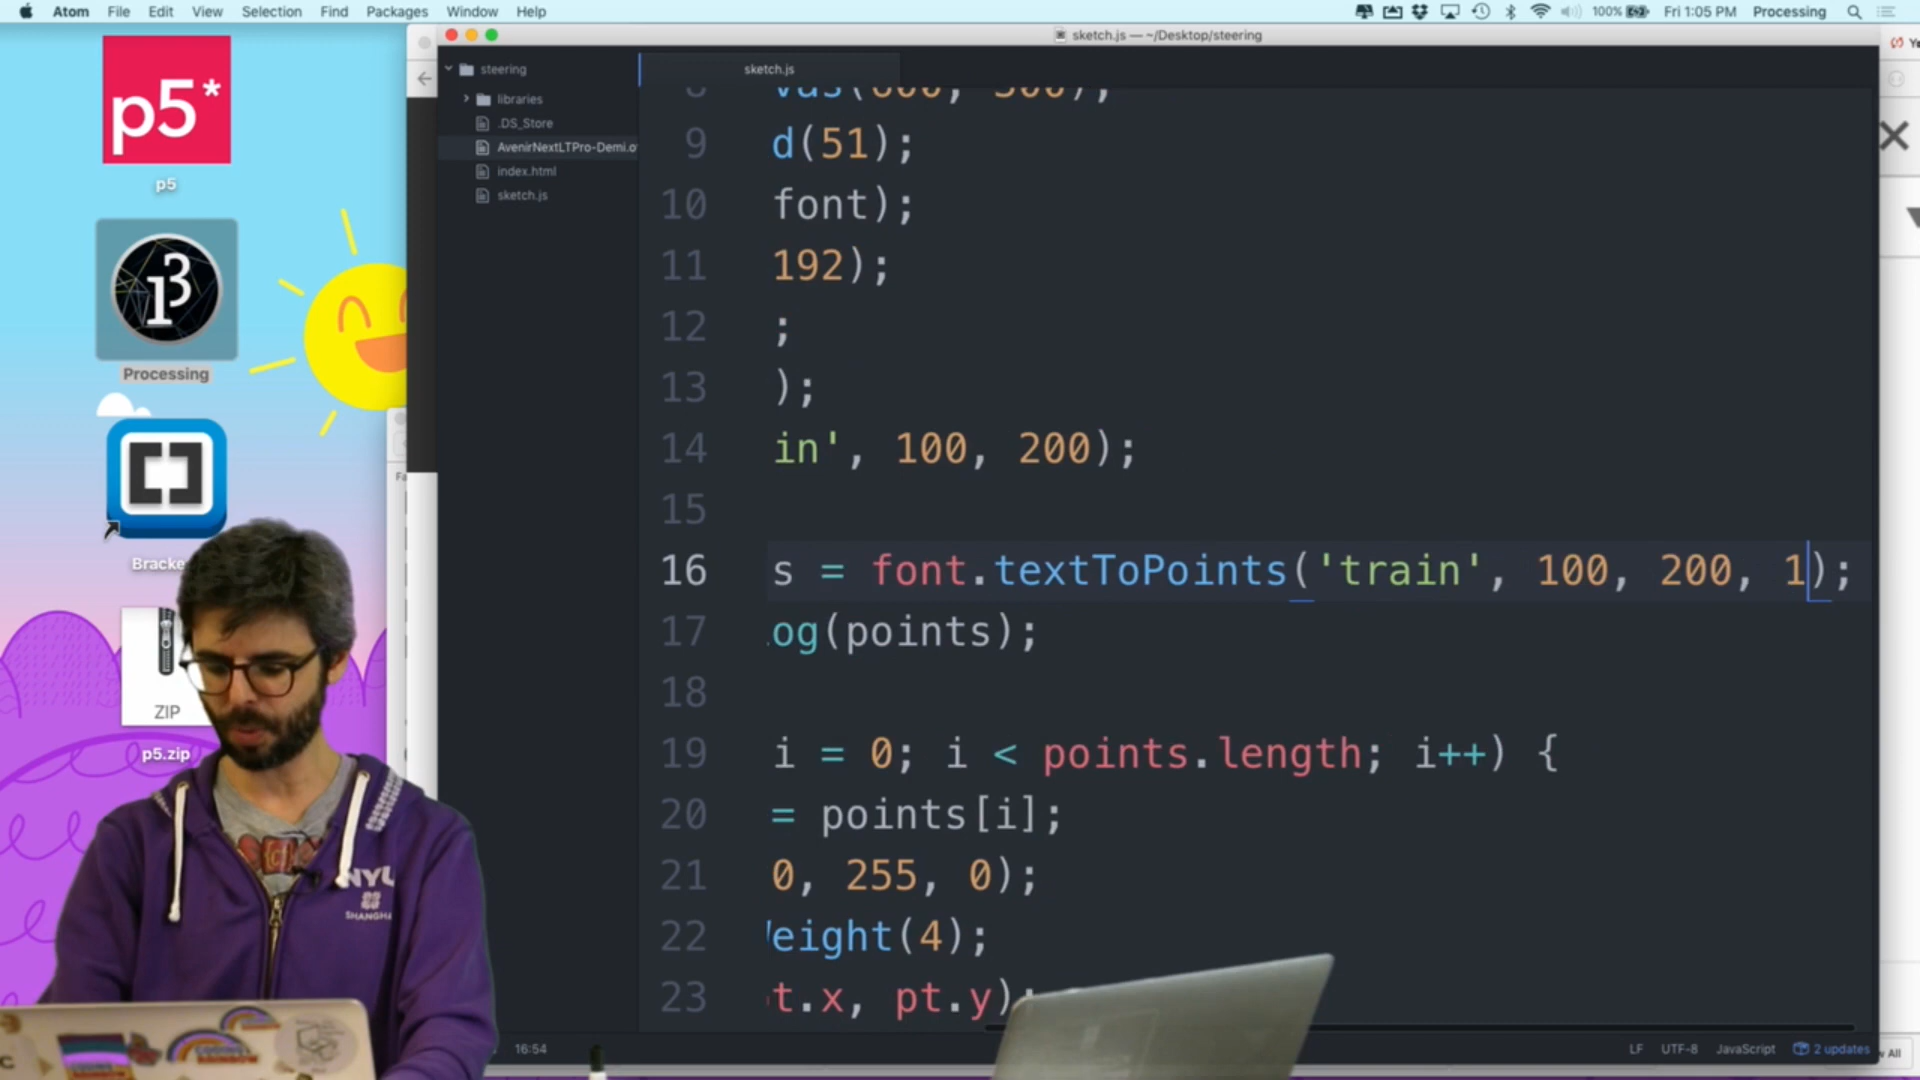 Atom File Edit View Selection Find Packages Window Help
100% Fri 1:05 PM Processing
sketch.js — ~/Desktop/steering
p5*
p5
Processing
ZIP
p5.zip
steering
libraries
.DS_Store
AvenirNextLTPro-Demi.o
index.html
sketch.js
sketch.js
9 d(51);
10 font);
11 192);
12 ;
13 );
14 in', 100, 200);
15
16 s = font.textToPoints('train', 100, 200, 1);
17 og(points);
18
19 i = 0; i < points.length; i++) {
20 = points[i];
21 0, 255, 0);
22 eight(4);
23 t.x, pt.y);
NYU
SHANGHA
16:54
LF UTF-8 JavaScript 2 updates
All